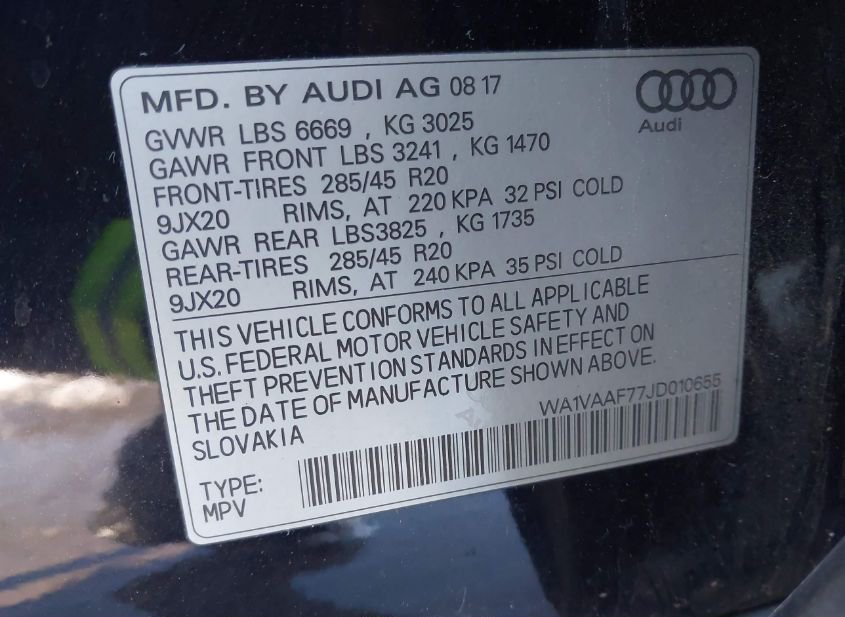 MFD. BY AUDI AG 08 17
Audi
GVWR LBS 6669 , KG 3025
GAWR FRONT LBS 3241 , KG 1470
FRONT-TIRES 285/45 R20
9JX20 RIMS, AT 220 KPA 32 PSI COLD
GAWR REAR LBS3825 , KG 1735
REAR-TIRES 285/45 R20
9JX20 RIMS, AT 240 KPA 35 PSI COLD
THIS VEHICLE CONFORMS TO ALL APPLICABLE
U.S. FEDERAL MOTOR VEHICLE SAFETY AND
THEFT PREVENTION STANDARDS IN EFFECT ON
THE DATE OF MANUFACTURE SHOWN ABOVE.
SLOVAKIA
WA1VAAF77JD010655
TYPE:
MPV